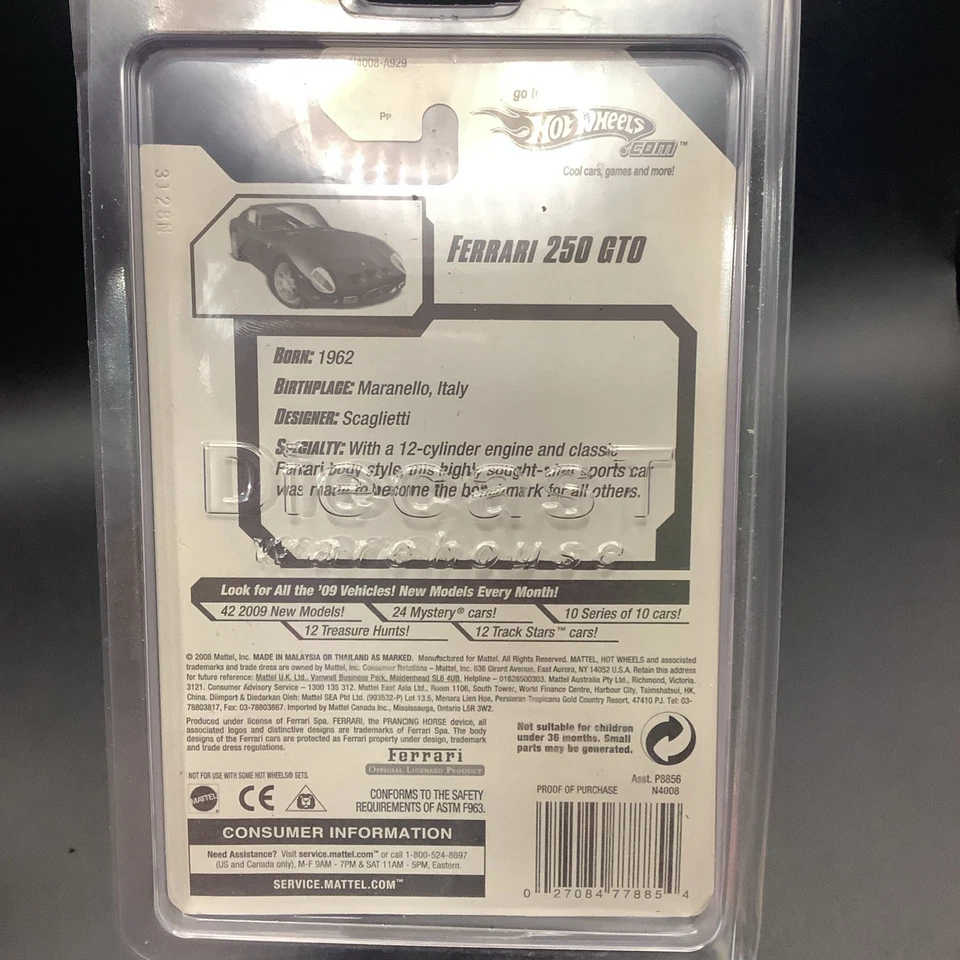 N4008-A929
go
HOT WHEELS
.COM™
Cool cars, games and more!
3128N
FERRARI 250 GTO
BORN: 1962
BIRTHPLACE: Maranello, Italy
DESIGNER: Scaglietti
SPECIALTY: With a 12-cylinder engine and classic
Ferrari body style, this highly sought-after sports car
was made to become the benchmark for all others.
Diecast
warehouse
Look for All the '09 Vehicles! New Models Every Month!
42 2009 New Models! 24 Mystery® cars! 10 Series of 10 cars!
12 Treasure Hunts! 12 Track Stars™ cars!
© 2008 Mattel, Inc. MADE IN MALAYSIA OR THAILAND AS MARKED. Manufactured for Mattel. All Rights Reserved. MATTEL, HOT WHEELS and associated
trademarks and trade dress are owned by Mattel, Inc. Consumer Relations – Mattel, Inc. 636 Girard Avenue, East Aurora, NY 14052 U.S.A. Retain this address
for future reference: Mattel U.K. Ltd., Vanwall Business Park, Maidenhead SL6 4UB. Helpline – 01628500303. Mattel Australia Pty Ltd., Richmond, Victoria.
3121. Consumer Advisory Service – 1300 135 312. Mattel East Asia Ltd., Room 1106, South Tower, World Finance Centre, Harbour City, Tsimshatsui, HK,
China. Diimport & Diedarkan Oleh: Mattel SEA Ptd Ltd. (993532-P) Lot 13.5, Menara Lien Hoe, Persiaran Tropicana Gold Country Resort, 47410 PJ. Tel: 03-
78803817, Fax: 03-78803867. Imported by Mattel Canada Inc., Mississauga, Ontario L5R 3W2.
Produced under license of Ferrari Spa. FERRARI, the PRANCING HORSE device, all
associated logos and distinctive designs are trademarks of Ferrari Spa. The body
designs of the Ferrari cars are protected as Ferrari property under design, trademark
and trade dress regulations.
Ferrari
OFFICIAL LICENSED PRODUCT
Not suitable for children
under 36 months. Small
parts may be generated.
NOT FOR USE WITH SOME HOT WHEELS® SETS.
Asst. P8856
PROOF OF PURCHASE N4008
MATTEL
CE
CONFORMS TO THE SAFETY
REQUIREMENTS OF ASTM F963.
CONSUMER INFORMATION
Need Assistance? Visit service.mattel.com™ or call 1-800-524-8697
(US and Canada only), M-F 9AM - 7PM & SAT 11AM - 5PM, Eastern.
SERVICE.MATTEL.COM™
0 27084 77885 4